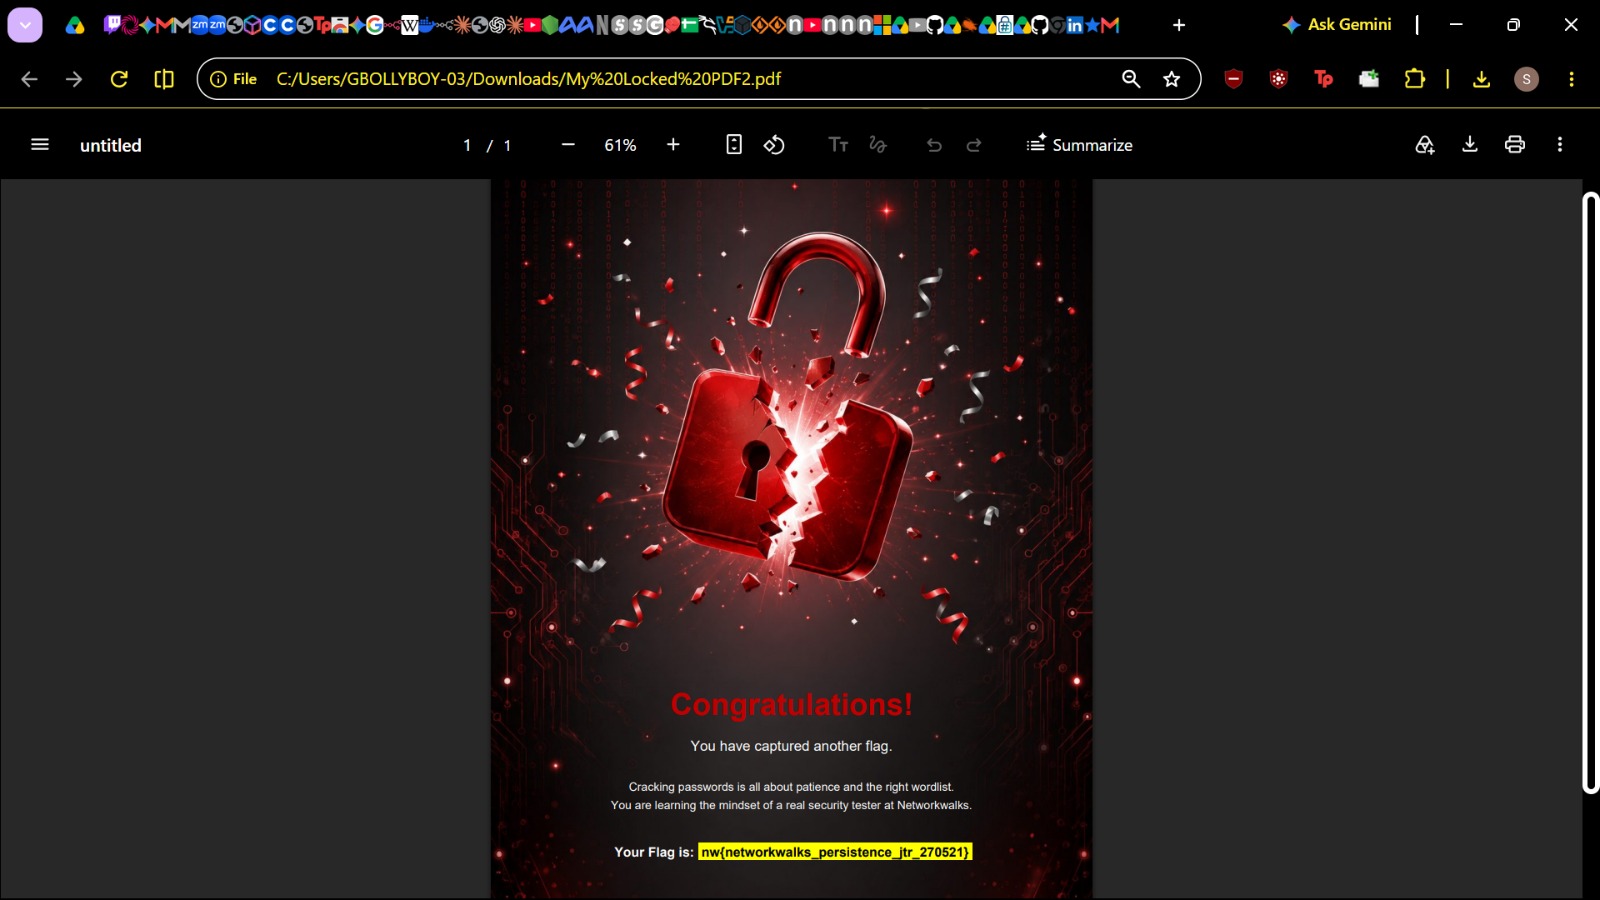 Ask Gemini
File C:/Users/GBOLLYBOY-03/Downloads/My%20Locked%20PDF2.pdf
S
untitled
1 / 1
61%
Summarize
Congratulations!
You have captured another flag.
Cracking passwords is all about patience and the right wordlist.
You are learning the mindset of a real security tester at Networkwalks.
Your Flag is: nw{networkwalks_persistence_jtr_270521}